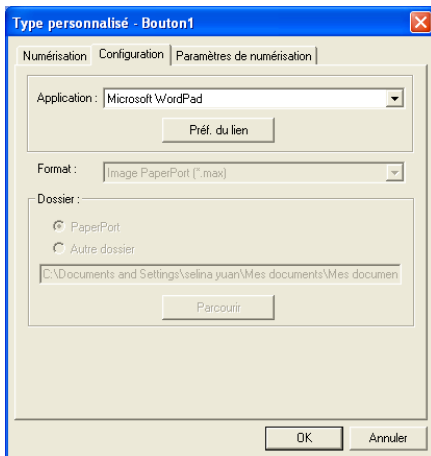 Type personnalisé - Bouton1
Numérisation Configuration Paramètres de numérisation
Application : Microsoft WordPad
Préf. du lien
Format : Image PaperPort (*.max)
Dossier :
PaperPort
Autre dossier
C:\Documents and Settings\selina yuan\Mes documents\Mes documen
Parcourir
OK Annuler